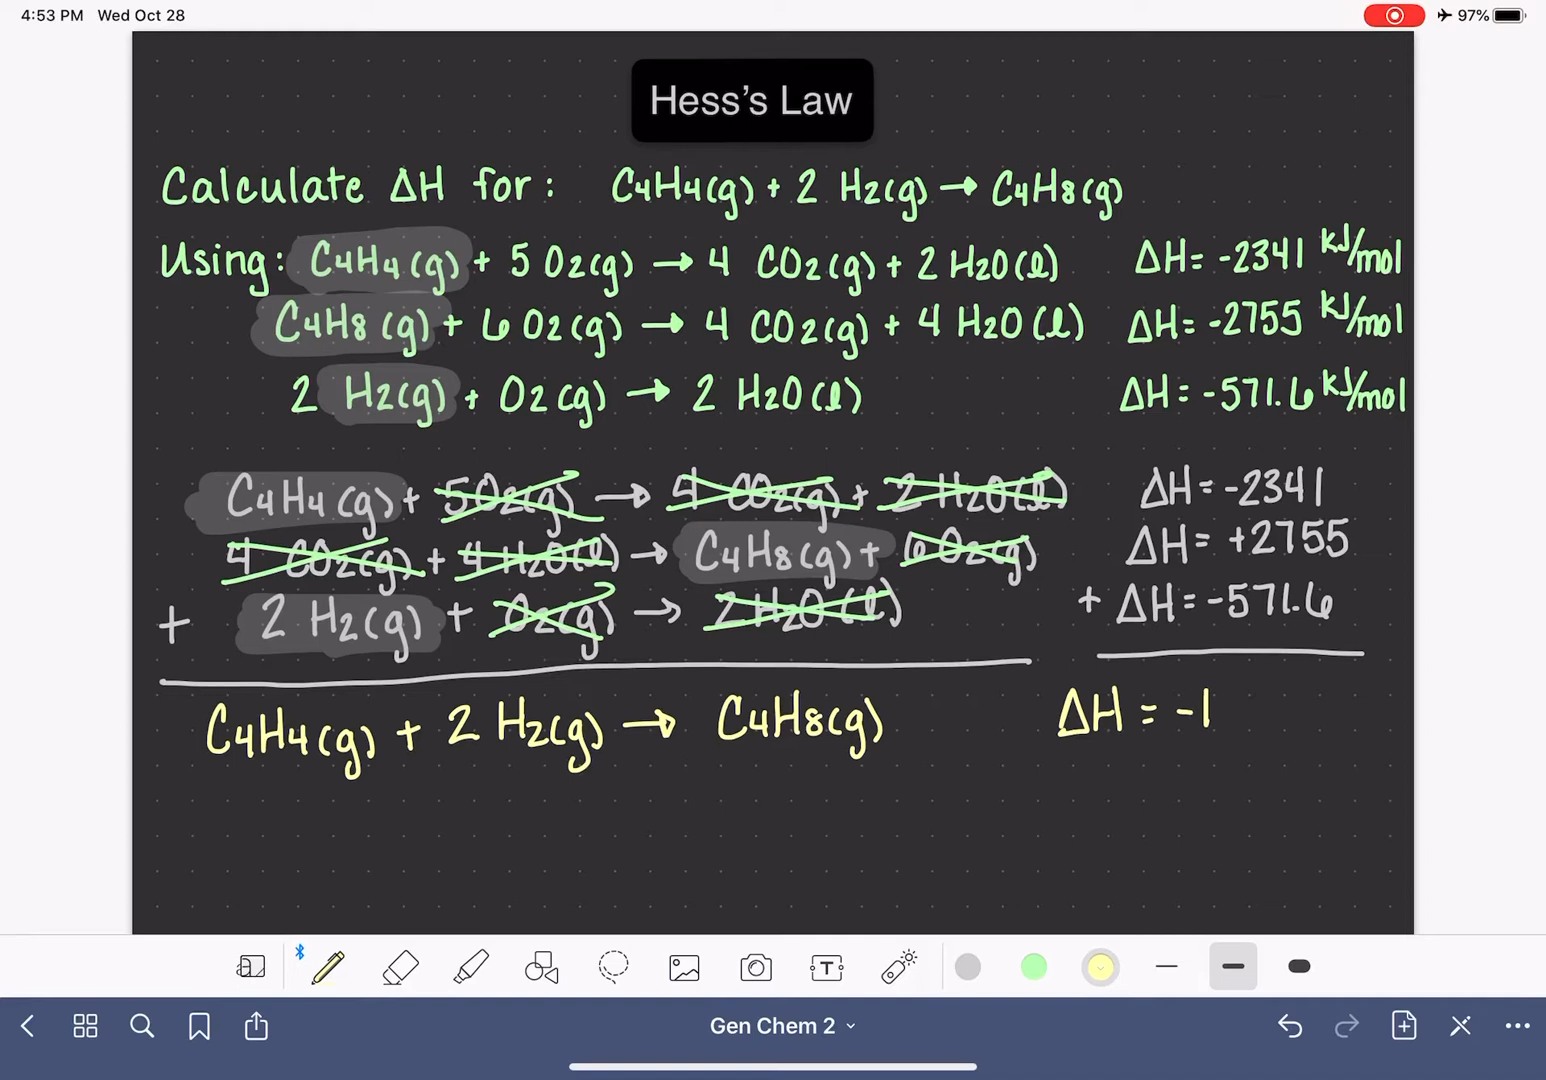 4:53 PM Wed Oct 28 97%
Hess's Law
Calculate ΔH for: C4H4(g) + 2 H2(g) → C4H8(g)
Using: C4H4(g) + 5 O2(g) → 4 CO2(g) + 2 H2O(l) ΔH = -2341 kJ/mol
C4H8(g) + 6 O2(g) → 4 CO2(g) + 4 H2O(l) ΔH = -2755 kJ/mol
2 H2(g) + O2(g) → 2 H2O(l) ΔH = -571.6 kJ/mol
C4H4(g) + 5O2(g) → 4 CO2(g) + 2 H2O(l) ΔH = -2341
4 CO2(g) + 4 H2O(l) → C4H8(g) + 6 O2(g) ΔH = +2755
+ 2 H2(g) + O2(g) → 2 H2O(l) + ΔH = -571.6
C4H4(g) + 2 H2(g) → C4H8(g) ΔH = -1
T
Gen Chem 2